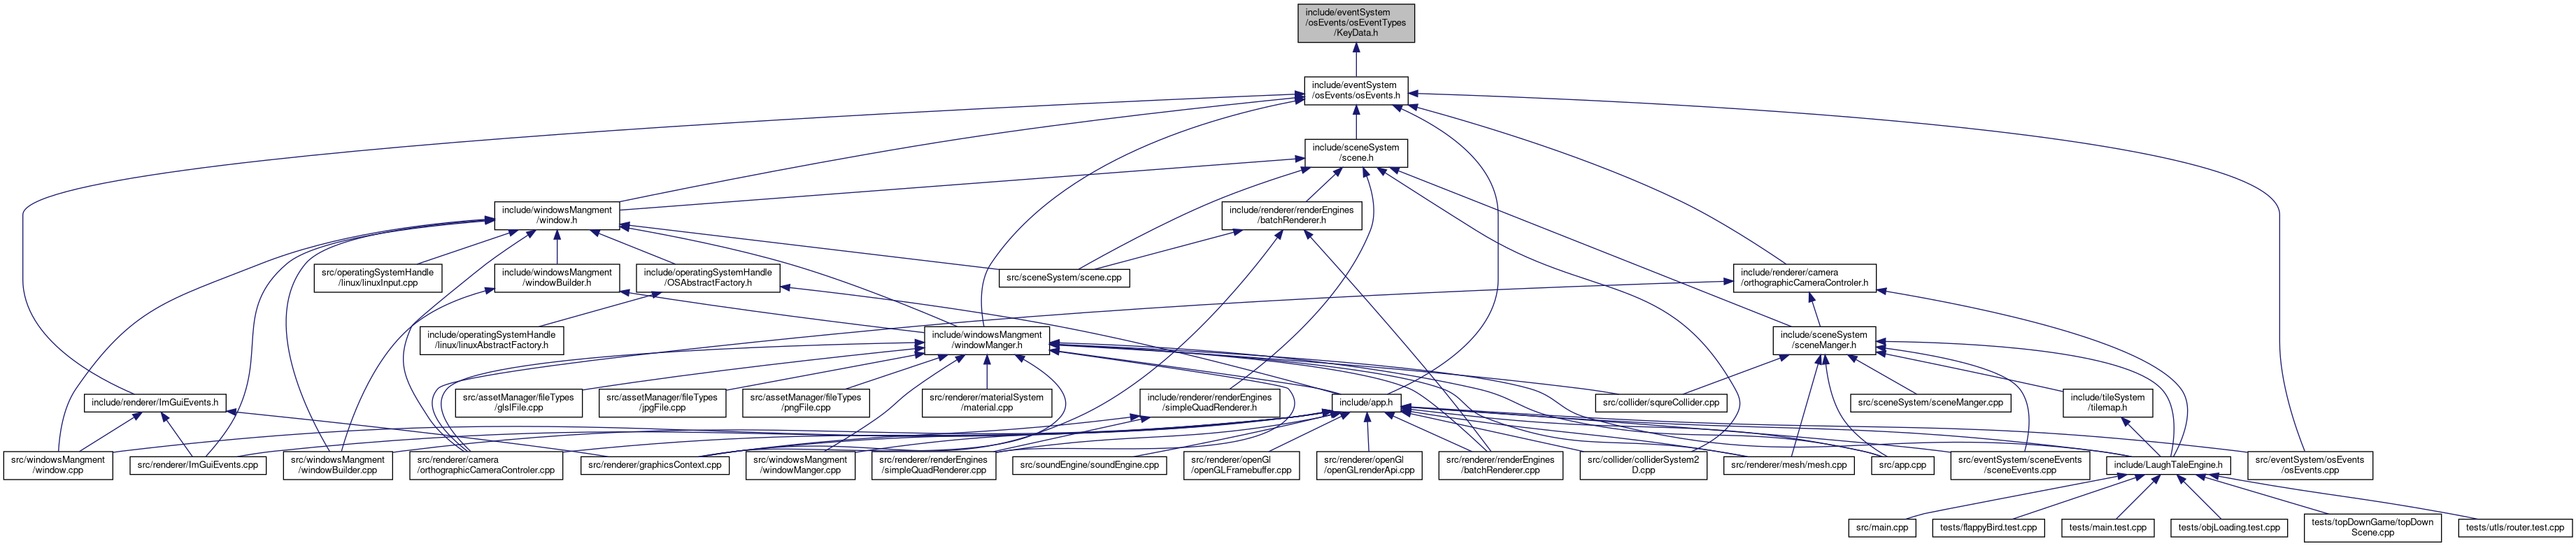 include/eventSystem
/osEvents/osEventTypes
/KeyData.h
include/eventSystem
/osEvents/osEvents.h
include/sceneSystem
/scene.h
include/windowsMangment
/window.h
include/renderer/renderEngines
/batchRenderer.h
src/operatingSystemHandle
/linux/linuxInput.cpp
include/windowsMangment
/windowBuilder.h
include/operatingSystemHandle
/OSAbstractFactory.h
src/sceneSystem/scene.cpp
include/renderer/camera
/orthographicCameraControler.h
include/operatingSystemHandle
/linux/linuxAbstractFactory.h
include/windowsMangment
/windowManger.h
include/sceneSystem
/sceneManger.h
include/renderer/ImGuiEvents.h
src/assetManager/fileTypes
/glslFile.cpp
src/assetManager/fileTypes
/jpgFile.cpp
src/assetManager/fileTypes
/pngFile.cpp
src/renderer/materialSystem
/material.cpp
include/renderer/renderEngines
/simpleQuadRenderer.h
include/app.h
src/collider/squreCollider.cpp
src/sceneSystem/sceneManger.cpp
include/tileSystem
/tilemap.h
src/windowsMangment
/window.cpp
src/renderer/ImGuiEvents.cpp
src/windowsMangment
/windowBuilder.cpp
src/renderer/camera
/orthographicCameraControler.cpp
src/renderer/graphicsContext.cpp
src/windowsMangment
/windowManger.cpp
src/renderer/renderEngines
/simpleQuadRenderer.cpp
src/soundEngine/soundEngine.cpp
src/renderer/openGl
/openGLFramebuffer.cpp
src/renderer/openGl
/openGLrenderApi.cpp
src/renderer/renderEngines
/batchRenderer.cpp
src/collider/colliderSystem2
D.cpp
src/renderer/mesh/mesh.cpp
src/app.cpp
src/eventSystem/sceneEvents
/sceneEvents.cpp
include/LaughTaleEngine.h
src/eventSystem/osEvents
/osEvents.cpp
src/main.cpp
tests/flappyBird.test.cpp
tests/main.test.cpp
tests/objLoading.test.cpp
tests/topDownGame/topDown
Scene.cpp
tests/utls/router.test.cpp